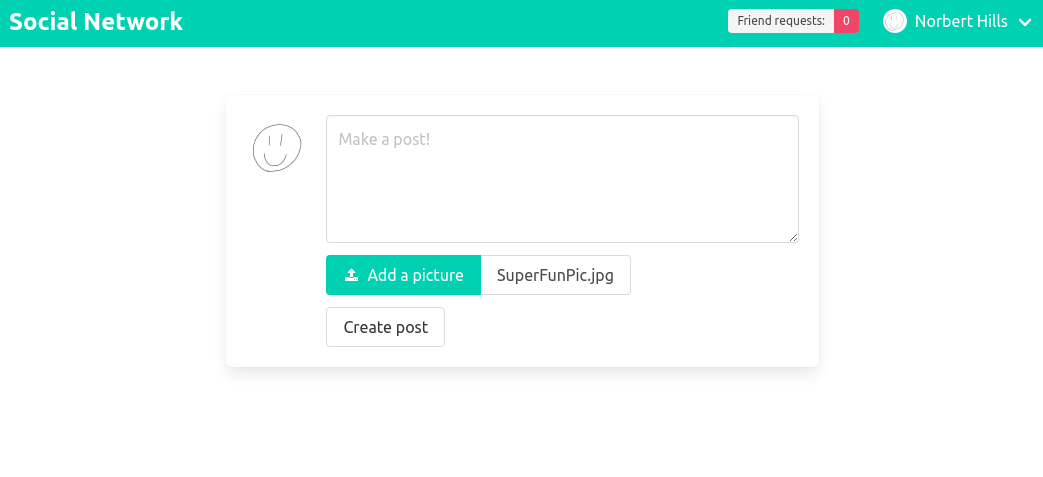 Social Network
Friend requests: 0
Norbert Hills
Make a post!
Add a picture
SuperFunPic.jpg
Create post